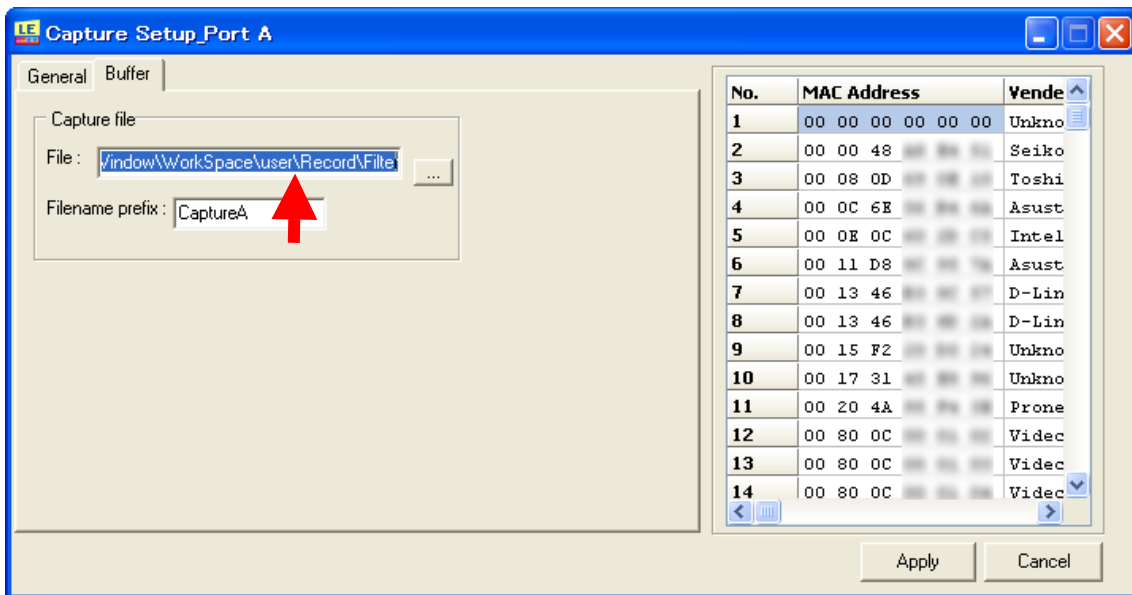 LE Capture Setup_Port A
General Buffer
Capture file
File : Vindow\WorkSpace\user\Record\Filte
...
Filename prefix : CaptureA
No. MAC Address Vende
1 00 00 00 00 00 00 Unkno
2 00 00 48 Seiko
3 00 08 0D Toshi
4 00 0C 6E Asust
5 00 0E 0C Intel
6 00 11 D8 Asust
7 00 13 46 D-Lin
8 00 13 46 D-Lin
9 00 15 F2 Unkno
10 00 17 31 Unkno
11 00 20 4A Prone
12 00 80 0C Videc
13 00 80 0C Videc
14 00 80 0C Videc
Apply Cancel